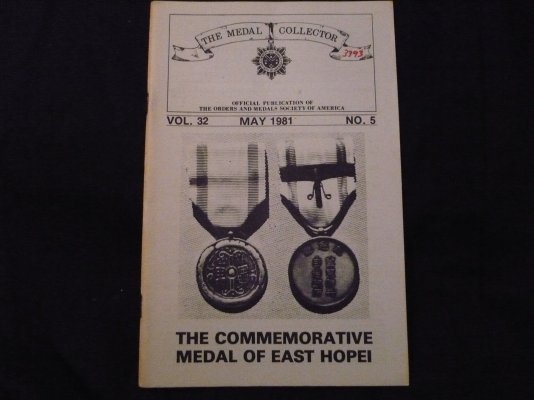 THE MEDAL COLLECTOR
3793
OFFICIAL PUBLICATION OF
THE ORDERS AND MEDALS SOCIETY OF AMERICA
VOL. 32 MAY 1981 NO. 5
THE COMMEMORATIVE
MEDAL OF EAST HOPEI